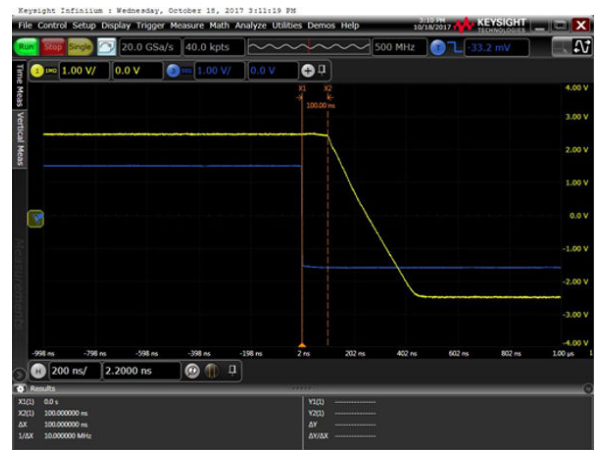 Keysight Infiniium : Wednesday, October 18, 2017 3:11:19 PM
File Control Setup Display Trigger Measure Math Analyze Utilities Demos Help
3:10 PM
10/18/2017
KEYSIGHT
TECHNOLOGIES
Run Stop Single 20.0 GSa/s 40.0 kpts 500 MHz T -33.2 mV
1 1MΩ 1.00 V/ 0.0 V 3 1.00 V/ 0.0 V
Time Meas
Vertical Meas
Measurements
X1 X2
100.00 ns
4.00 V
3.00 V
2.00 V
1.00 V
0.0 V
-1.00 V
-2.00 V
-3.00 V
-4.00 V
-998 ns -798 ns -598 ns -398 ns -198 ns 2 ns 202 ns 402 ns 602 ns 802 ns 1.00 µs 1
H 200 ns/ 2.2000 ns
Results
X1(1) 0.0 s Y1(1) ---------------
X2(1) 100.000000 ns Y2(1) ---------------
ΔX 100.000000 ns ΔY ---------------
1/ΔX 10.000000 MHz ΔY/ΔX ---------------